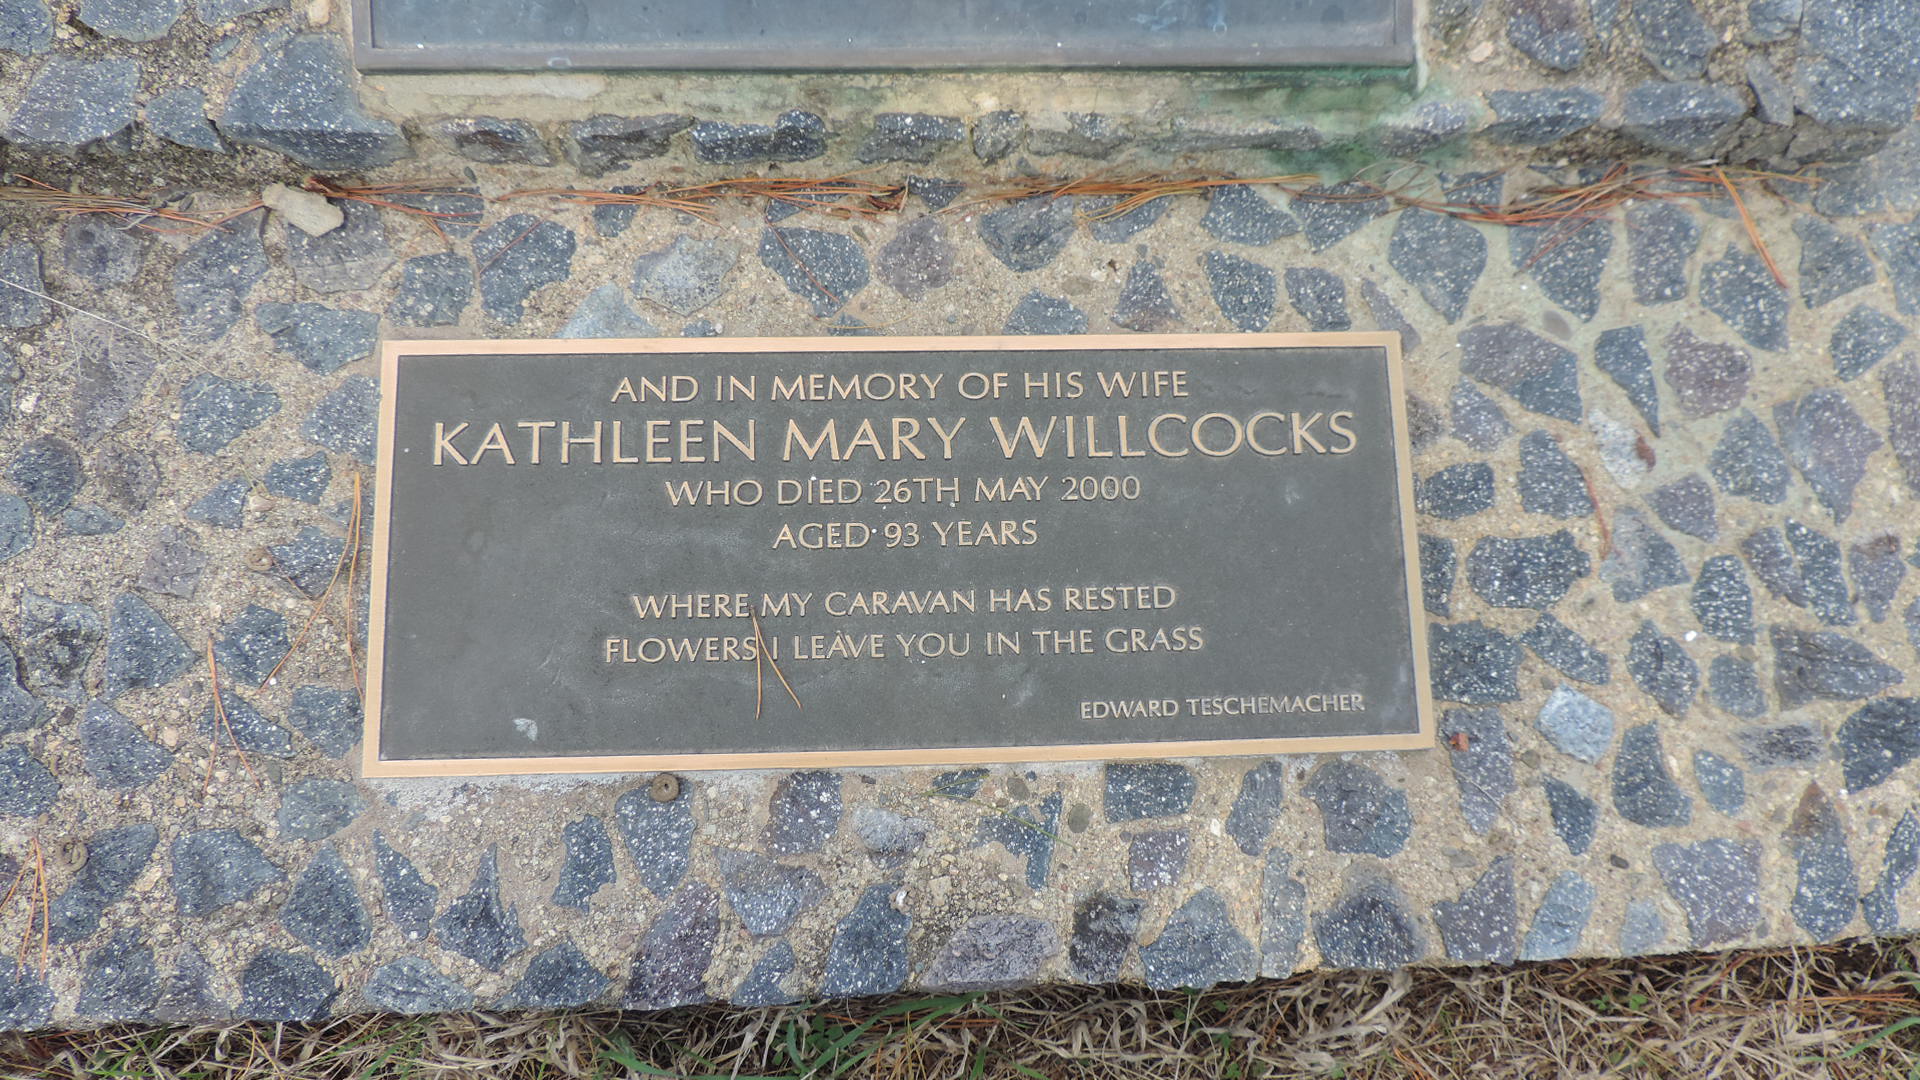 AND IN MEMORY OF HIS WIFE
KATHLEEN MARY WILLCOCKS
WHO DIED 26TH MAY 2000
AGED 93 YEARS
WHERE MY CARAVAN HAS RESTED
FLOWERS I LEAVE YOU IN THE GRASS
EDWARD TESCHEMACHER